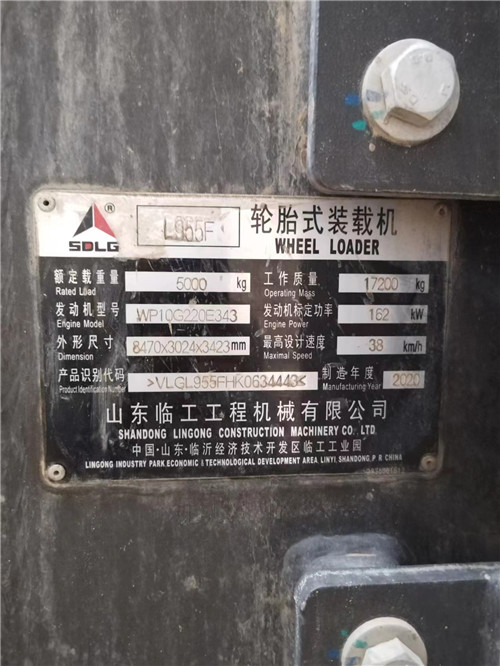 SDLG ® L955F 轮胎式装载机
WHEEL LOADER
额定载重量 5000 kg 工作质量 17200 kg
Rated Load Operating Mass
发动机型号 WP10G220E343 发动机标定功率 162 kW
Engine Model Engine Power
外形尺寸 8470x3024x3423 mm 最高设计速度 38 km/h
Dimension Maximal Speed
产品识别代码 >VLGL955FHK0634443< 制造年度 2020
Product Identification Number Manufacturing Year
山东临工工程机械有限公司
SHANDONG LINGONG CONSTRUCTION MACHINERY CO. LTD.
中国·山东·临沂经济技术开发区临工工业园
LINGONG INDUSTRY PARK.ECONOMIC & TECHNOLOGICAL DEVELOPMENT AREA LINYI SHANDONG, P R CHINA